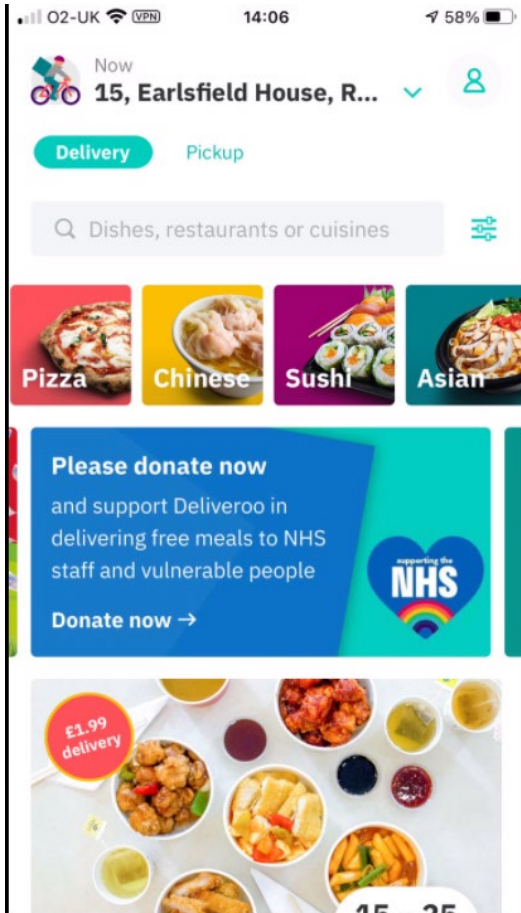 O2-UK VPN 14:06 58%
Now
15, Earlsfield House, R...
Delivery Pickup
Dishes, restaurants or cuisines
Pizza Chinese Sushi Asian
Please donate now
and support Deliveroo in
delivering free meals to NHS
staff and vulnerable people
Donate now →
supporting the
NHS
£1.99
delivery
15 – 25